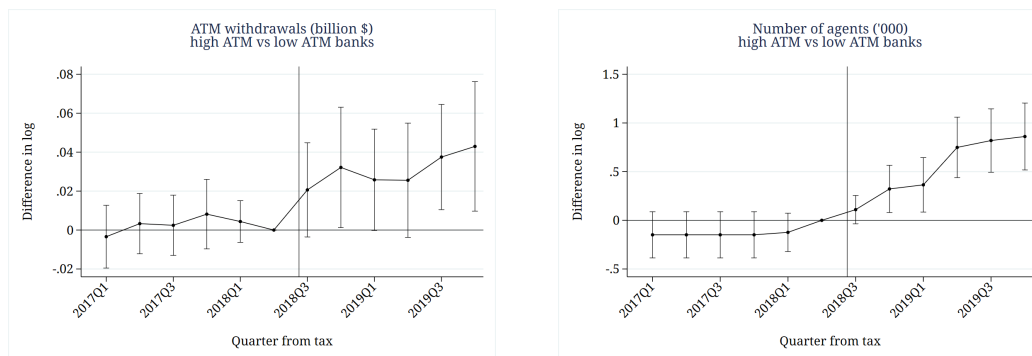 ATM withdrawals (billion $)
high ATM vs low ATM banks
.08
.06
.04
.02
0
-.02
Difference in log
2017Q1
2017Q3
2018Q1
2018Q3
2019Q1
2019Q3
Quarter from tax
Number of agents ('000)
high ATM vs low ATM banks
1.5
1
.5
0
-.5
Difference in log
2017Q1
2017Q3
2018Q1
2018Q3
2019Q1
2019Q3
Quarter from tax